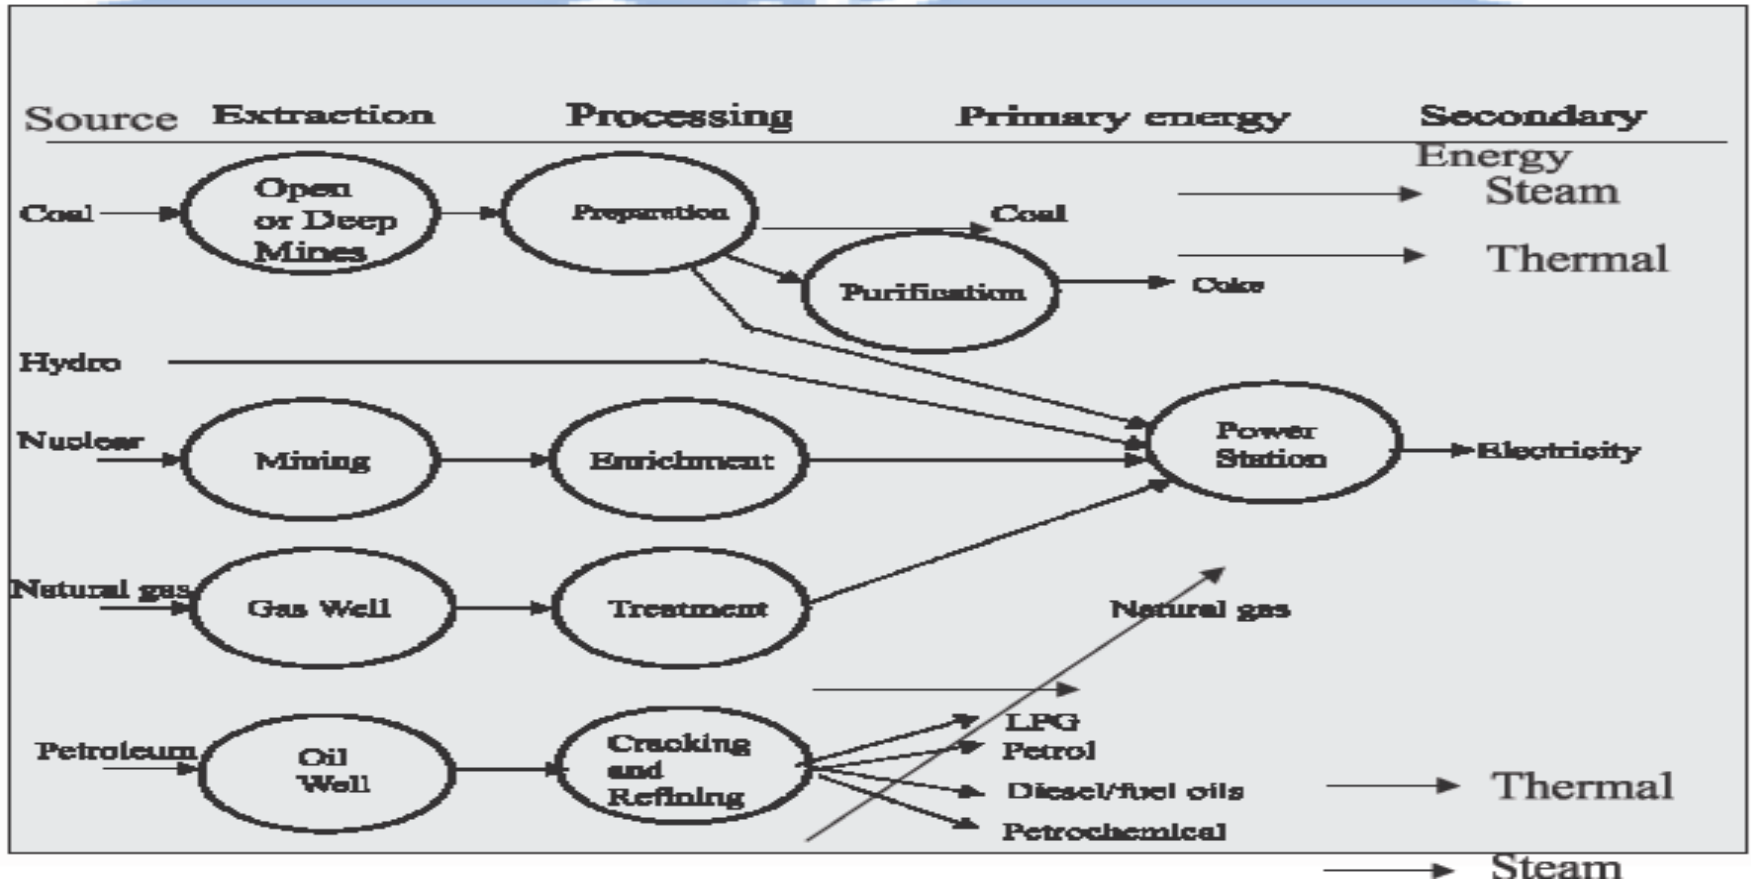 Source Extraction Processing Primary energy Secondary
Energy
Steam
Open
or Deep
Mines
Coal
Preparation
Coal
Thermal
Purification
Coke
Hydro
Power
Station
Nuclear
Mining
Enrichment
Electricity
Natural gas
Gas Well
Treatment
Natural gas
Petroleum
Oil
Well
Cracking
and
Refining
LPG
Petrol
Diesel/fuel oils
Petrochemical
Thermal
Steam